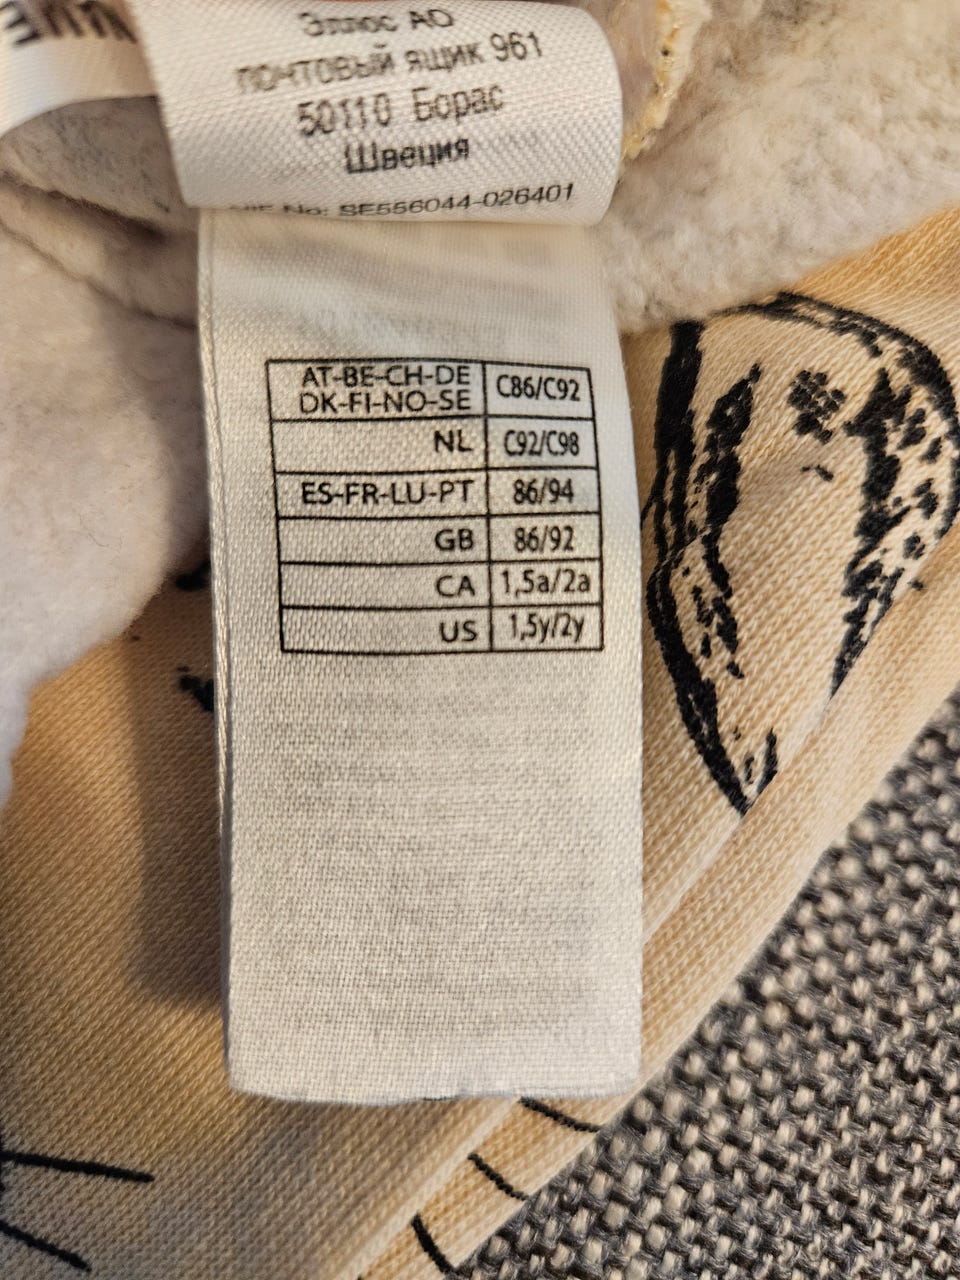 Эллос АО
почтовый ящик 961
50110 Борас
Швеция
No: SE556044-026401
AT-BE-CH-DE
DK-FI-NO-SE C86/C92
NL C92/C98
ES-FR-LU-PT 86/94
GB 86/92
CA 1,5a/2a
US 1,5y/2y